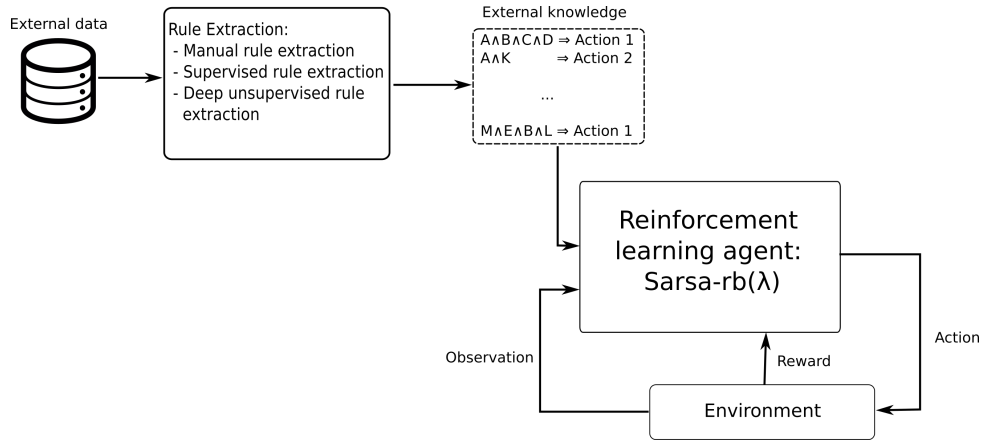 External data
Rule Extraction:
- Manual rule extraction
- Supervised rule extraction
- Deep unsupervised rule
extraction
External knowledge
A∧B∧C∧D ⇒ Action 1
A∧K ⇒ Action 2
...
M∧E∧B∧L ⇒ Action 1
Reinforcement
learning agent:
Sarsa-rb(λ)
Observation
Reward
Action
Environment